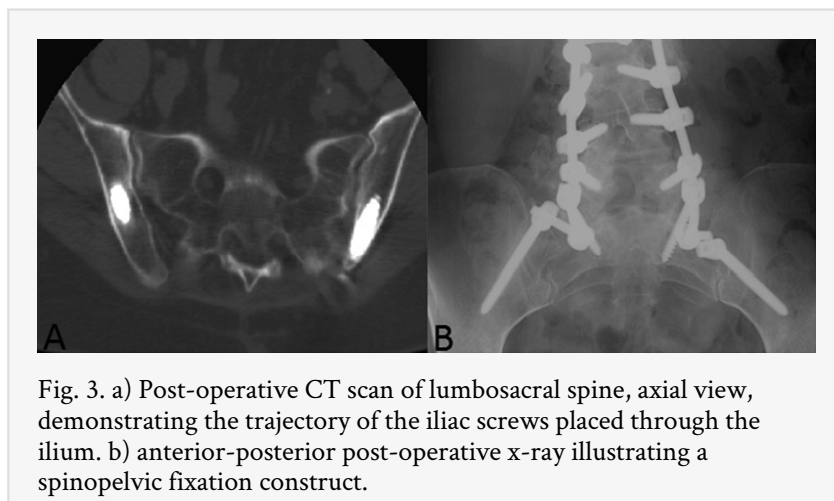 A
B
Fig. 3. a) Post-operative CT scan of lumbosacral spine, axial view,
demonstrating the trajectory of the iliac screws placed through the
ilium. b) anterior-posterior post-operative x-ray illustrating a
spinopelvic fixation construct.